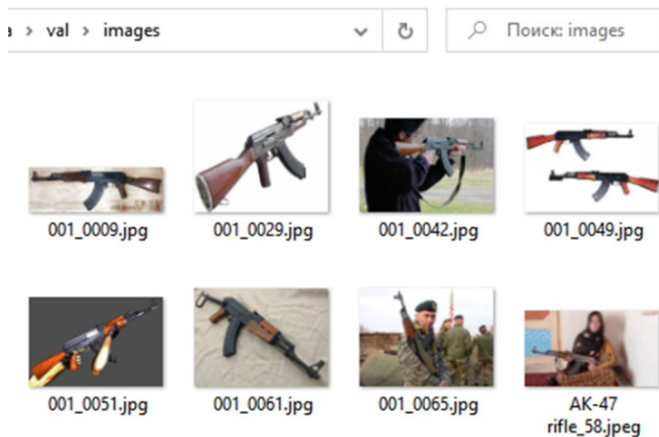 a › val › images
Поиск: images
001_0009.jpg
001_0029.jpg
001_0042.jpg
001_0049.jpg
001_0051.jpg
001_0061.jpg
001_0065.jpg
AK-47
rifle_58.jpeg